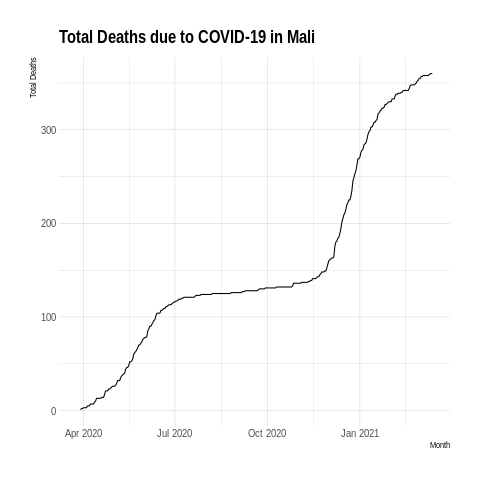 Total Deaths due to COVID-19 in Mali
Total Deaths
300
200
100
0
Apr 2020 Jul 2020 Oct 2020 Jan 2021
Month